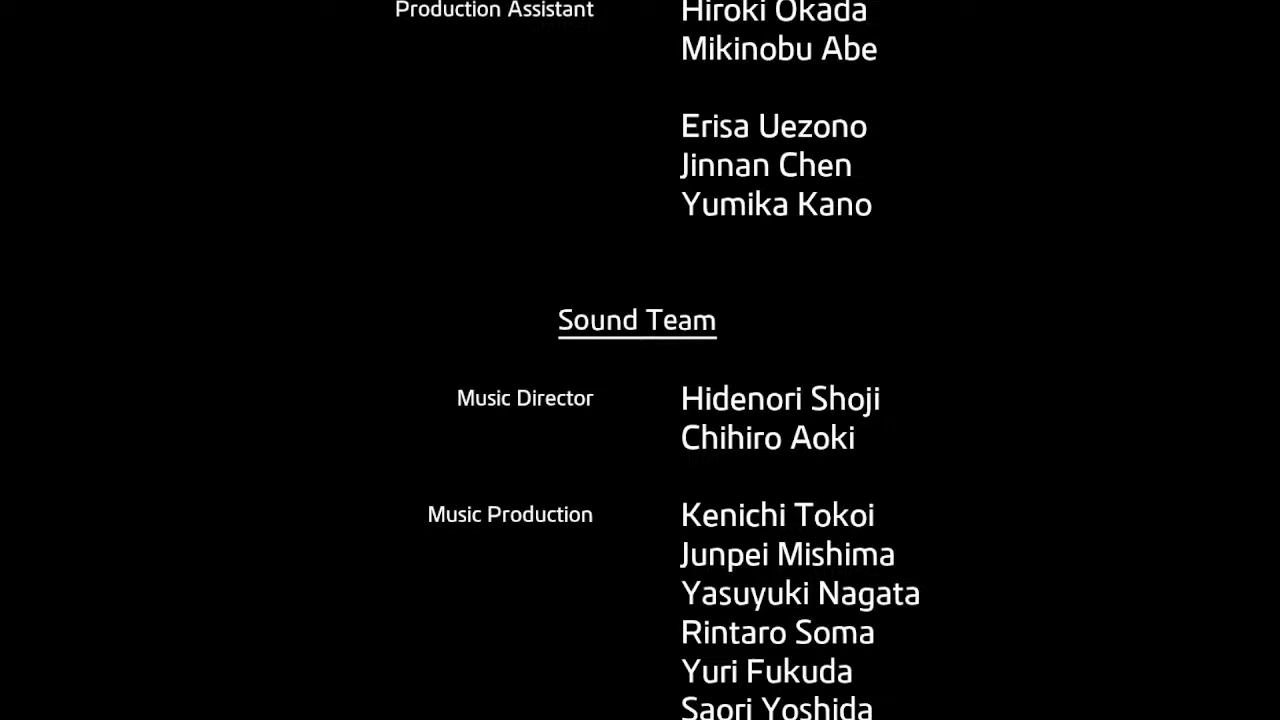 Production Assistant Hiroki Okada
Mikinobu Abe
Erisa Uezono
Jinnan Chen
Yumika Kano
Sound Team
Music Director Hidenori Shoji
Chihiro Aoki
Music Production Kenichi Tokoi
Junpei Mishima
Yasuyuki Nagata
Rintaro Soma
Yuri Fukuda
Saori Yoshida